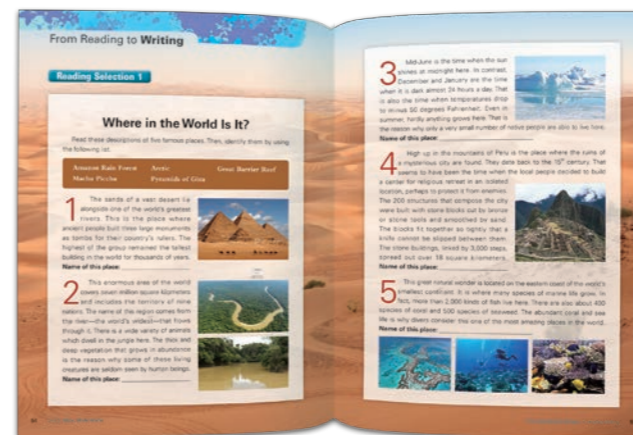 From Reading to Writing
Reading Selection 1
Where in the World Is It?
Read these descriptions of five famous places. Then, identify them by using
the following list.
Amazon Rain Forest Arctic Great Barrier Reef
Machu Picchu Pyramids of Giza
1 The sands of a vast desert lie
alongside one of the world's greatest
rivers. This is the place where
ancient people built three large monuments
as tombs for their country's rulers. The
highest of the group remained the tallest
building in the world for thousands of years.
Name of this place:
2 This enormous area of the world
covers seven million square kilometers
and includes the territory of nine
nations. The name of this region comes from
the river—the world's widest—that flows
through it. There is a wide variety of animals
which dwell in the jungle here. The thick and
deep vegetation that grows in abundance
is the reason why some of these living
creatures are seldom seen by human beings.
Name of this place:
3 Mid-June is the time when the sun
shines at midnight here. In contrast,
December and January are the time
when it is dark almost 24 hours a day. That
is also the time when temperatures drop
to minus 50 degrees Fahrenheit. Even in
summer, hardly anything grows here. That is
the reason why only a very small number of native people are able to live here.
Name of this place:
4 High up in the mountains of Peru is the place where the ruins of
a mysterious city are found. They date back to the 15th century. That
seems to have been the time when the local people decided to build
a center for religious retreat in an isolated
location, perhaps to protect it from enemies.
The 200 structures that compose the city
were built with stone blocks cut by bronze
or stone tools and smoothed by sand.
The blocks fit together so tightly that a
knife cannot be slipped between them.
The stone buildings, linked by 3,000 steps,
spread out over 18 square kilometers.
Name of this place:
5 This great natural wonder is located on the eastern coast of the world's
smallest continent. It is where many species of marine life grow. In
fact, more than 2,000 kinds of fish live here. There are also about 400
species of coral and 500 species of seaweed. The abundant coral and sea
life is why divers consider this one of the most amazing places in the world.
Name of this place: